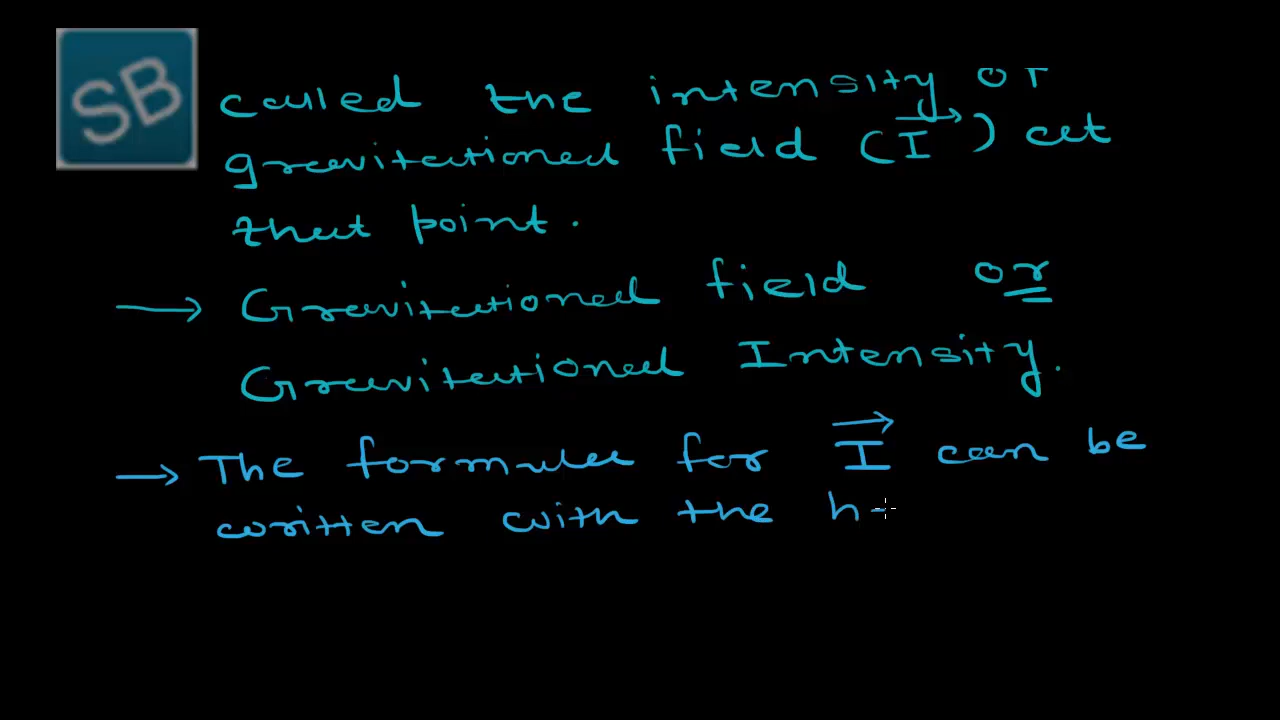 SB
called the intensity of
gravitational field (I→) at
that point.
→ Gravitational field or
Gravitational Intensity.
→ The formula for I→ can be
written with the h